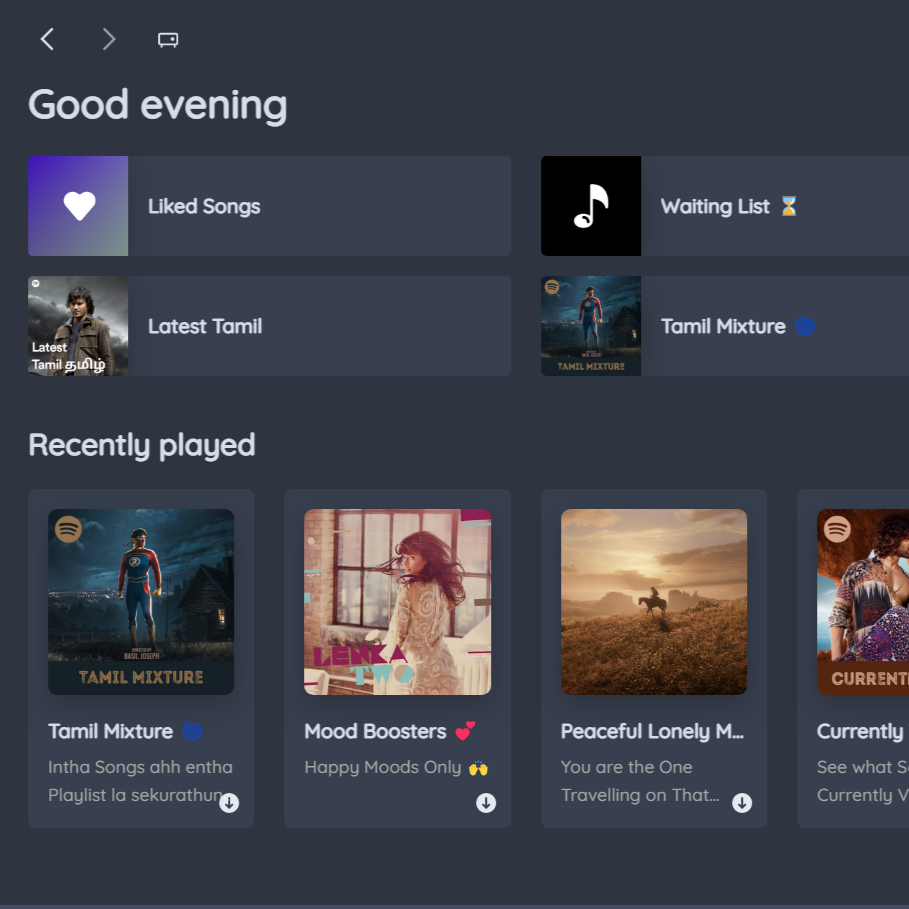 Good evening
Liked Songs
Waiting List ⌛
Latest
Tamil தமிழ்
Latest Tamil
TAMIL MIXTURE
Tamil Mixture 🌀
Recently played
DIRECTED BY
BASIL JOSEPH
TAMIL MIXTURE
LENKA
TWO
CURRENT
Tamil Mixture 🌀
Mood Boosters 💕
Peaceful Lonely M...
Currently
Intha Songs ahh entha
Playlist la sekurathun
Happy Moods Only 🙌
You are the One
Travelling on That...
See what S
Currently V